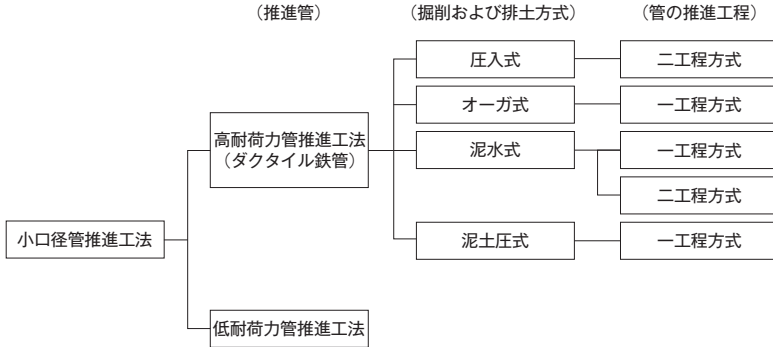 （推進管）
（掘削および排土方式）
（管の推進工程）
圧入式
二工程方式
オーガ式
一工程方式
高耐荷力管推進工法
（ダクタイル鉄管）
泥水式
一工程方式
二工程方式
小口径管推進工法
泥土圧式
一工程方式
低耐荷力管推進工法